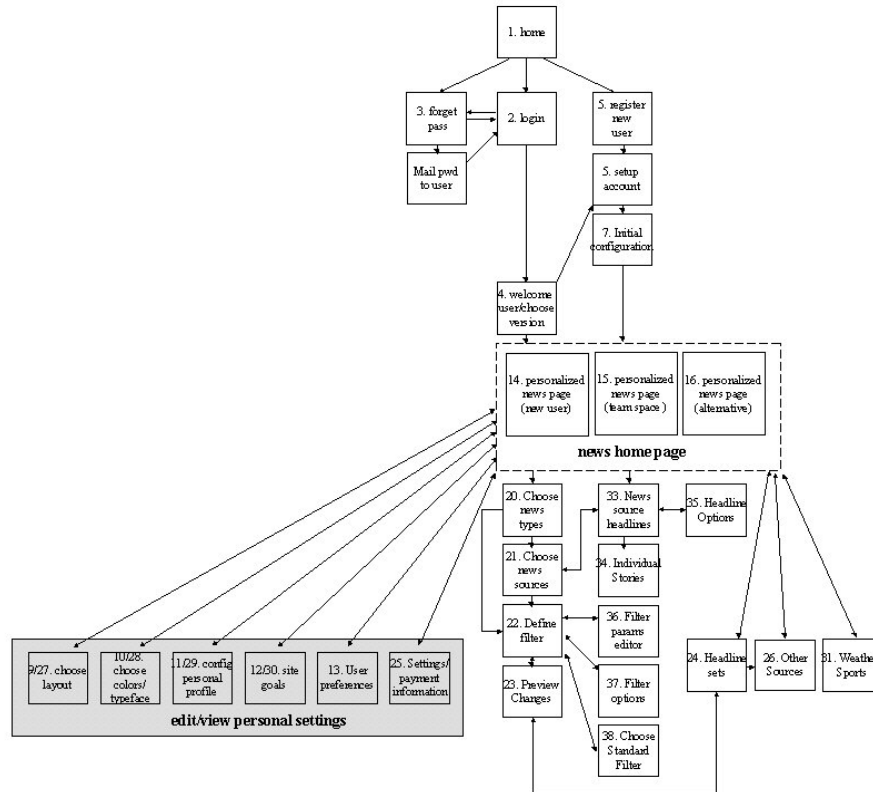 1. home
3. forget
pass
2. login
5. register
new
user
Mail pwd
to user
5. setup
account
7. Initial
configuration.
4. welcome
user/choose
version
14. personalized
news page
(new user)
15. personalized
news page
(team space)
16. personalized
news page
(alternative)
news home page
20. Choose
news
types
33. News
source
headlines
35. Headline
Options
21. Choose
news
sources
34. Individual
Stories
22. Define
filter
36. Filter
params
editor
9/27. choose
layout
10/28.
choose
colors/
typeface
11/29. config
personal
profile
12/30. site
goals
13. User
preferences
25. Settings/
payment
information
edit/view personal settings
24. Headline
sets
26. Other
Sources
31. Weather
Sports
23. Preview
Changes
37. Filter
options
38. Choose
Standard
Filter